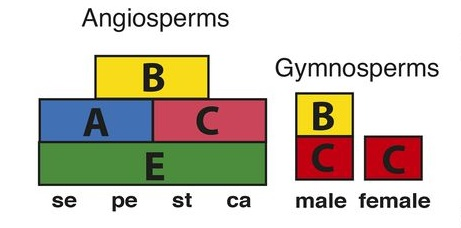 Angiosperms
B
A C
E
se pe st ca
Gymnosperms
B
C C
male female